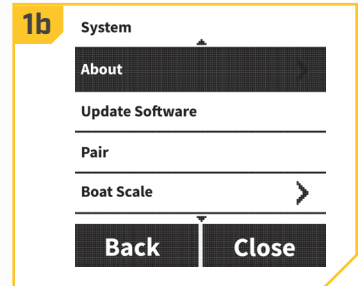 1b
System
About
Update Software
Pair
Boat Scale
Back Close